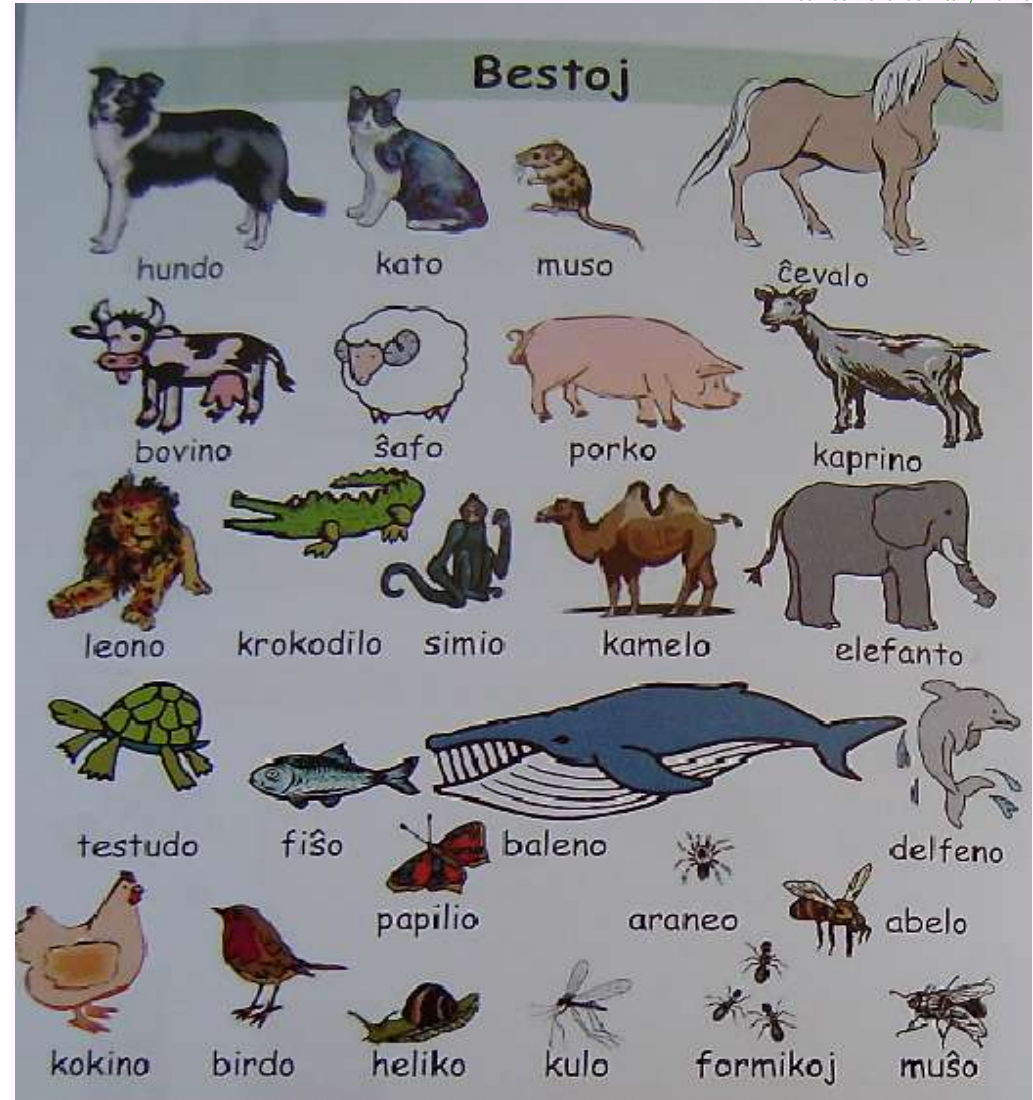 Bestoj
hundo
kato
muso
ĉevalo
bovino
ŝafo
porko
kaprino
leono
krokodilo
simio
kamelo
elefanto
testudo
fiŝo
baleno
delfeno
papilio
araneo
abelo
kokino
birdo
heliko
kulo
formikoj
muŝo